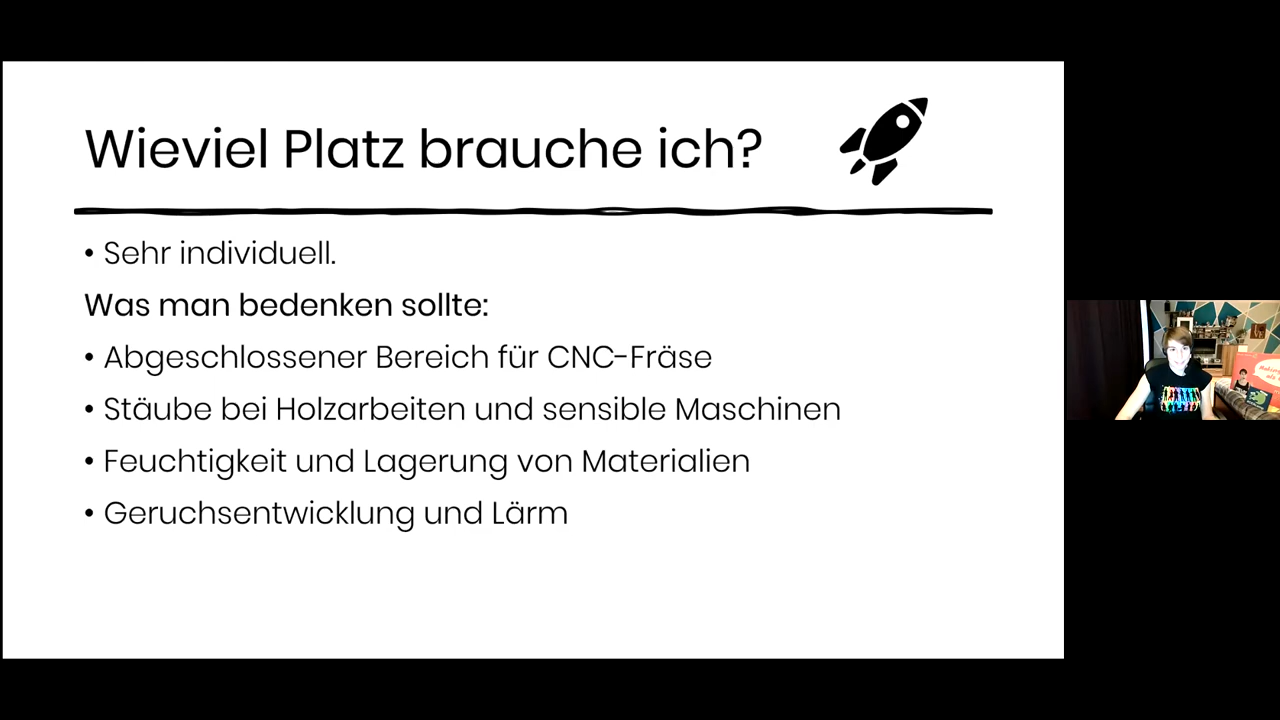 Wieviel Platz brauche ich?
• Sehr individuell.
Was man bedenken sollte:
• Abgeschlossener Bereich für CNC-Fräse
• Stäube bei Holzarbeiten und sensible Maschinen
• Feuchtigkeit und Lagerung von Materialien
• Geruchsentwicklung und Lärm